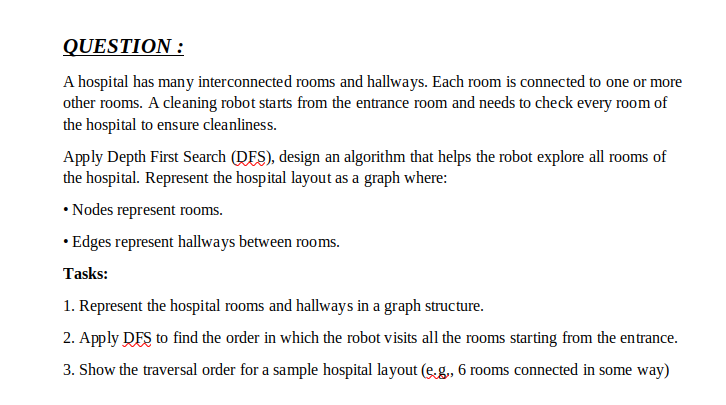 QUESTION :
A hospital has many interconnected rooms and hallways. Each room is connected to one or more
other rooms. A cleaning robot starts from the entrance room and needs to check every room of
the hospital to ensure cleanliness.
Apply Depth First Search (DFS), design an algorithm that helps the robot explore all rooms of
the hospital. Represent the hospital layout as a graph where:
• Nodes represent rooms.
• Edges represent hallways between rooms.
Tasks:
1. Represent the hospital rooms and hallways in a graph structure.
2. Apply DFS to find the order in which the robot visits all the rooms starting from the entrance.
3. Show the traversal order for a sample hospital layout (e.g., 6 rooms connected in some way)